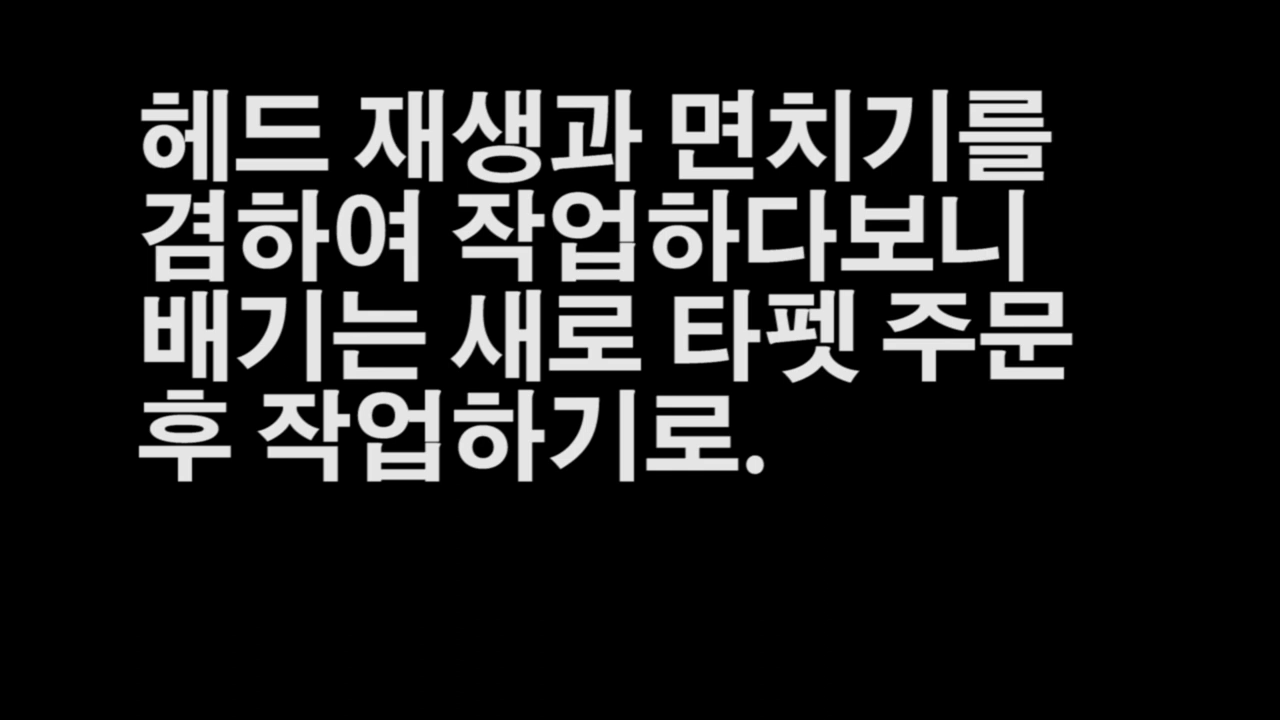 헤드 재생과 면치기를
겸하여 작업하다보니
배기는 새로 타펫 주문
후 작업하기로.